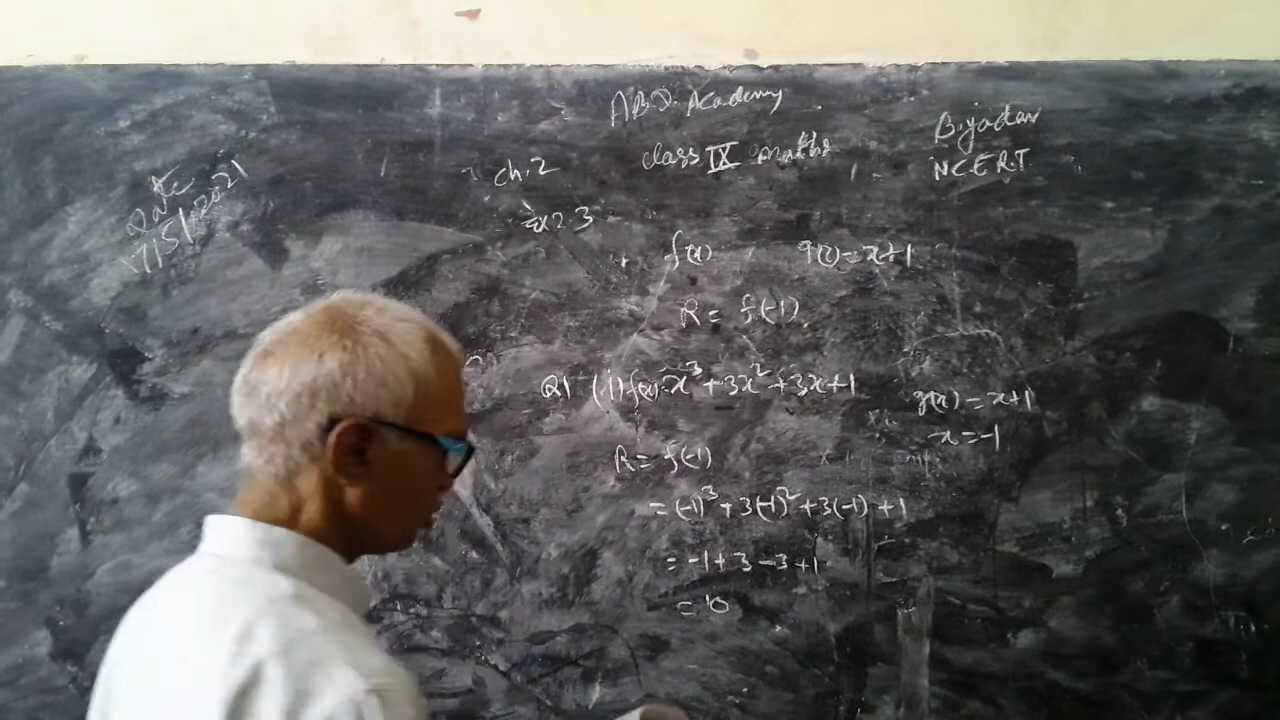 A.B.D. Academy
B. yadav
class IX maths
NCERT
ch. 2
Date
17/5/2021
Ex 2.3
f(x), g(x) = x+1
R = f(-1)
Q1 (i) f(x) = x³ + 3x² + 3x + 1
g(x) = x+1
x = -1
R = f(-1)
= (-1)³ + 3(-1)² + 3(-1) + 1
= -1 + 3 - 3 + 1
= 0